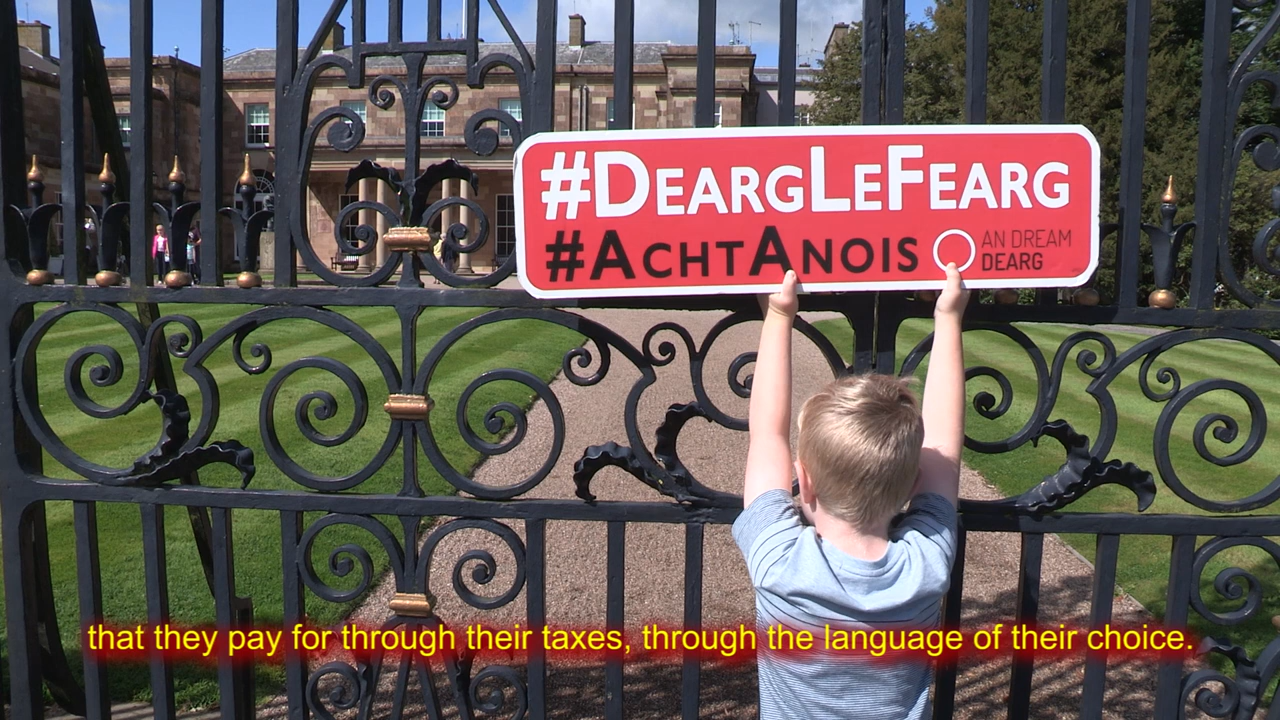 #DEARGLEFEARG
#ACHTANOIS
AN DREAM
DEARG
that they pay for through their taxes, through the language of their choice.